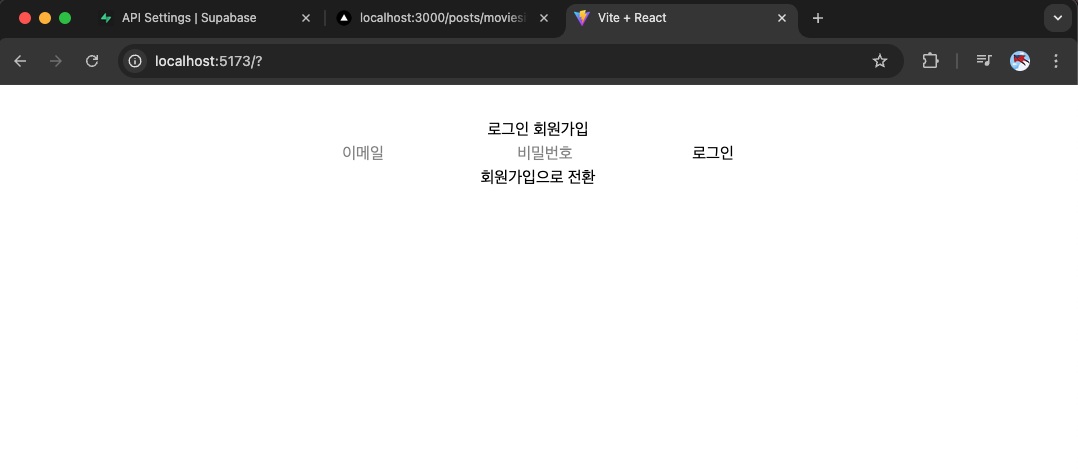 API Settings | Supabase
localhost:3000/posts/movies
Vite + React
localhost:5173/?
로그인 회원가입
이메일 비밀번호 로그인
회원가입으로 전환